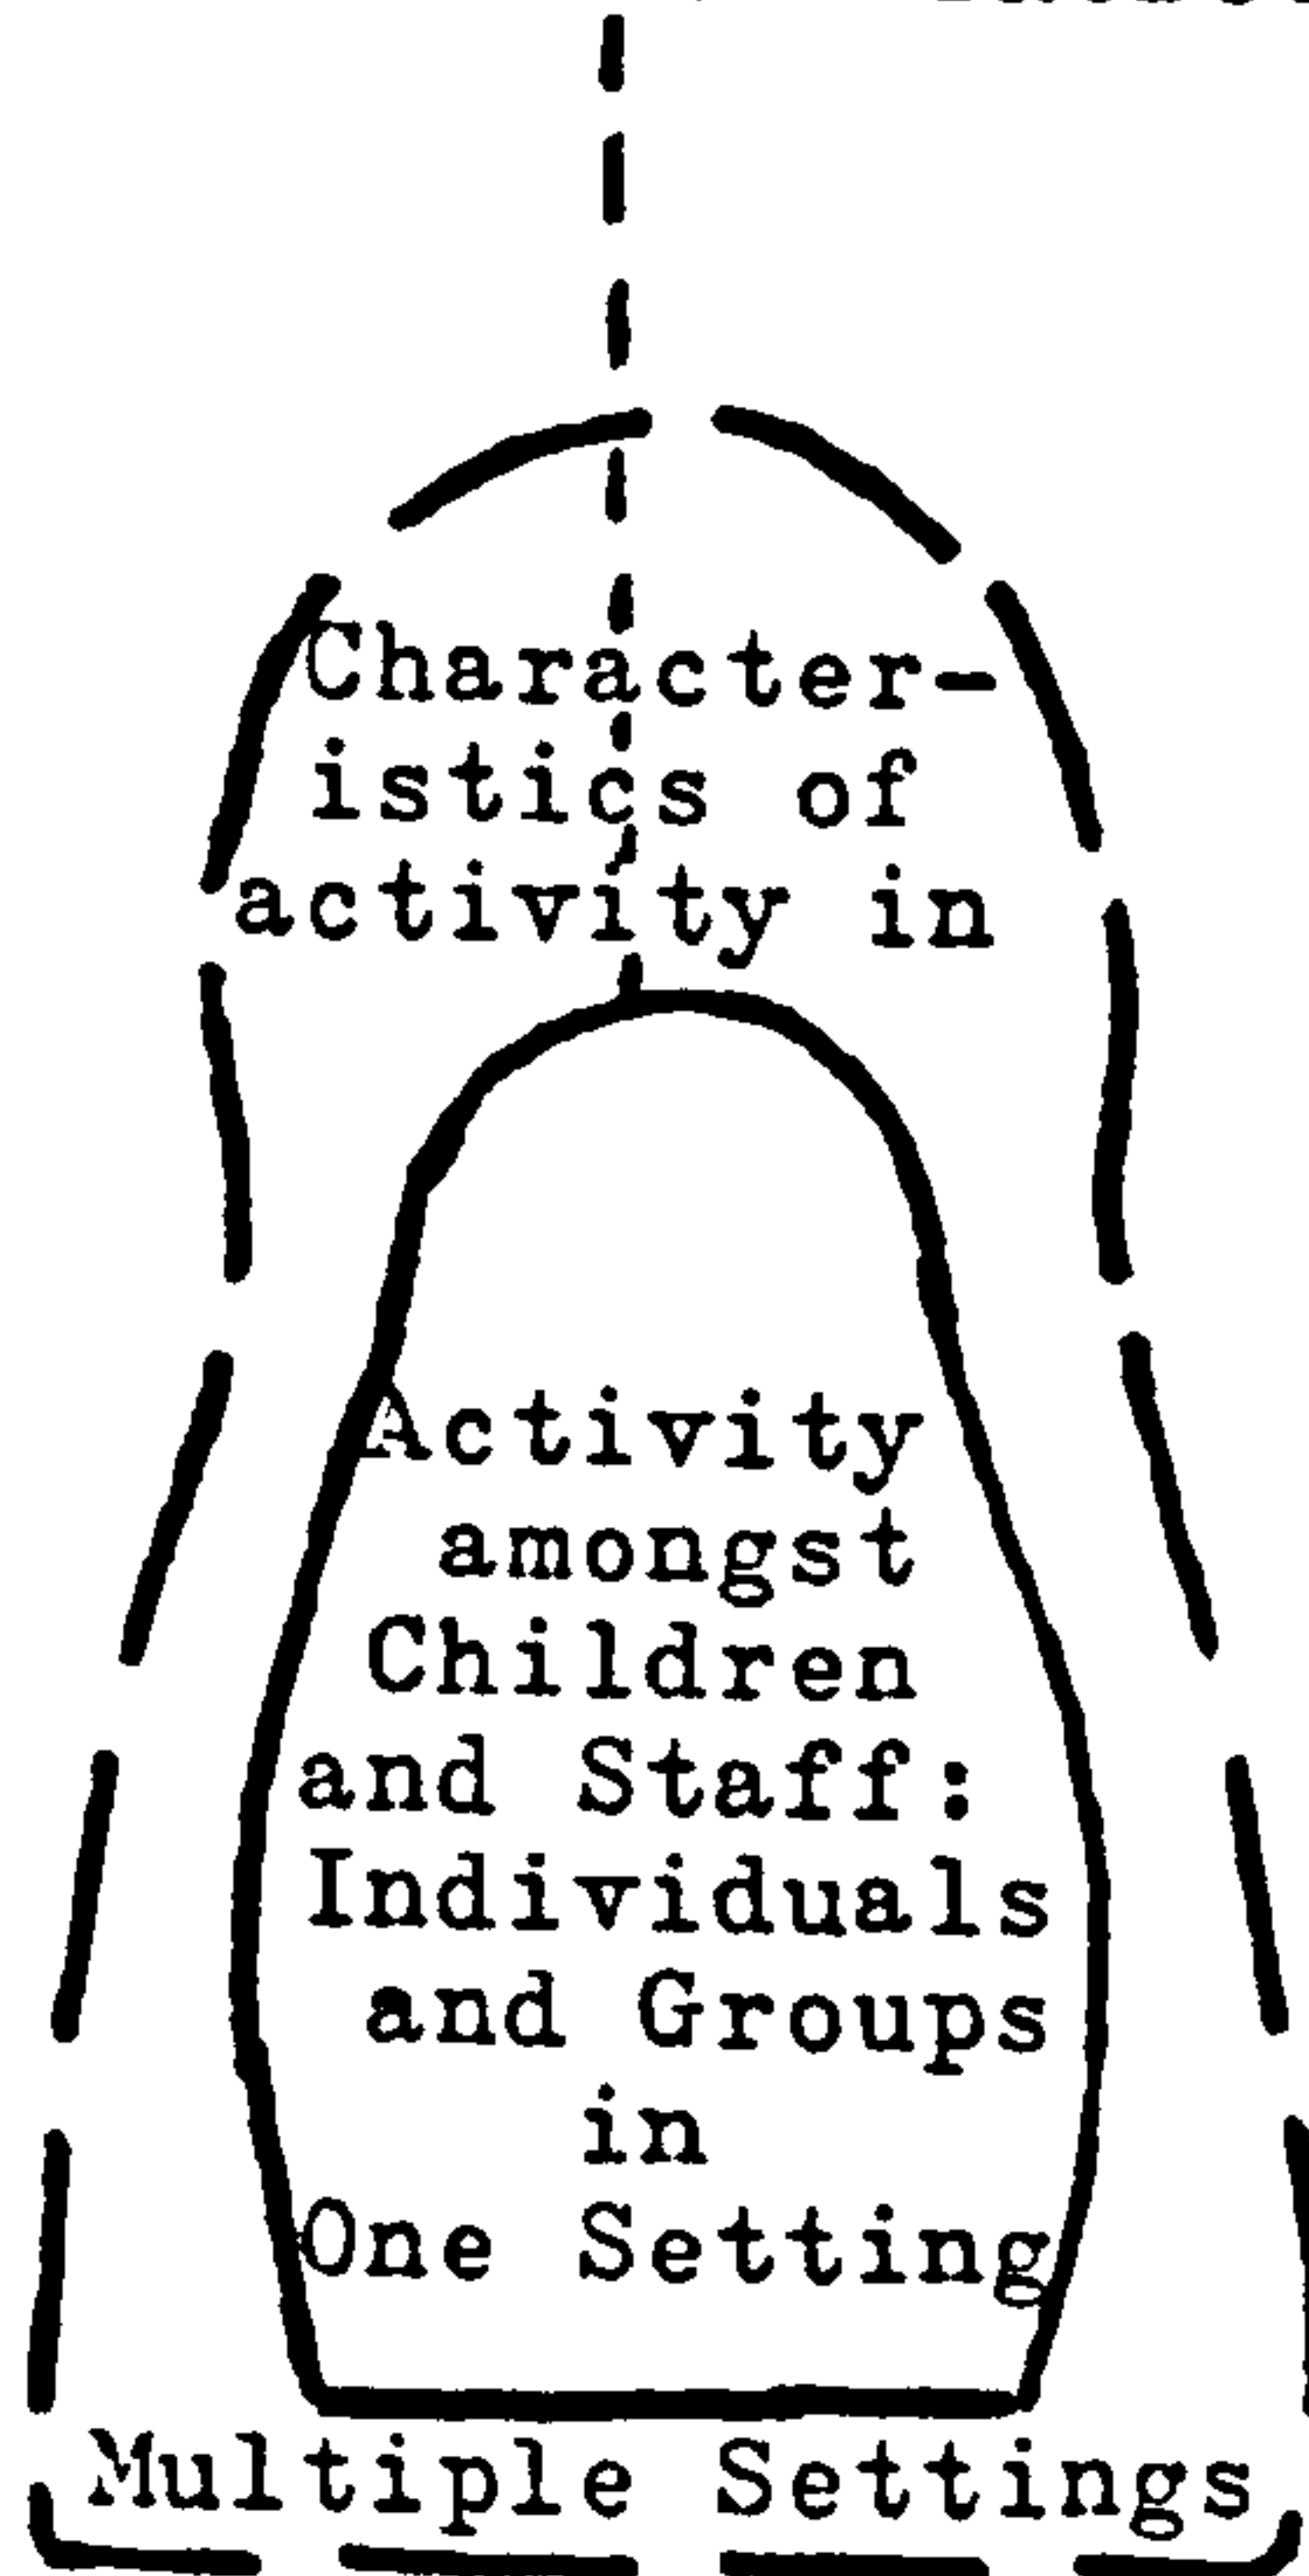 Character-
istics of
activity in
Activity
amongst
Children
and Staff:
Individuals
and Groups
in
One Setting
Multiple Settings